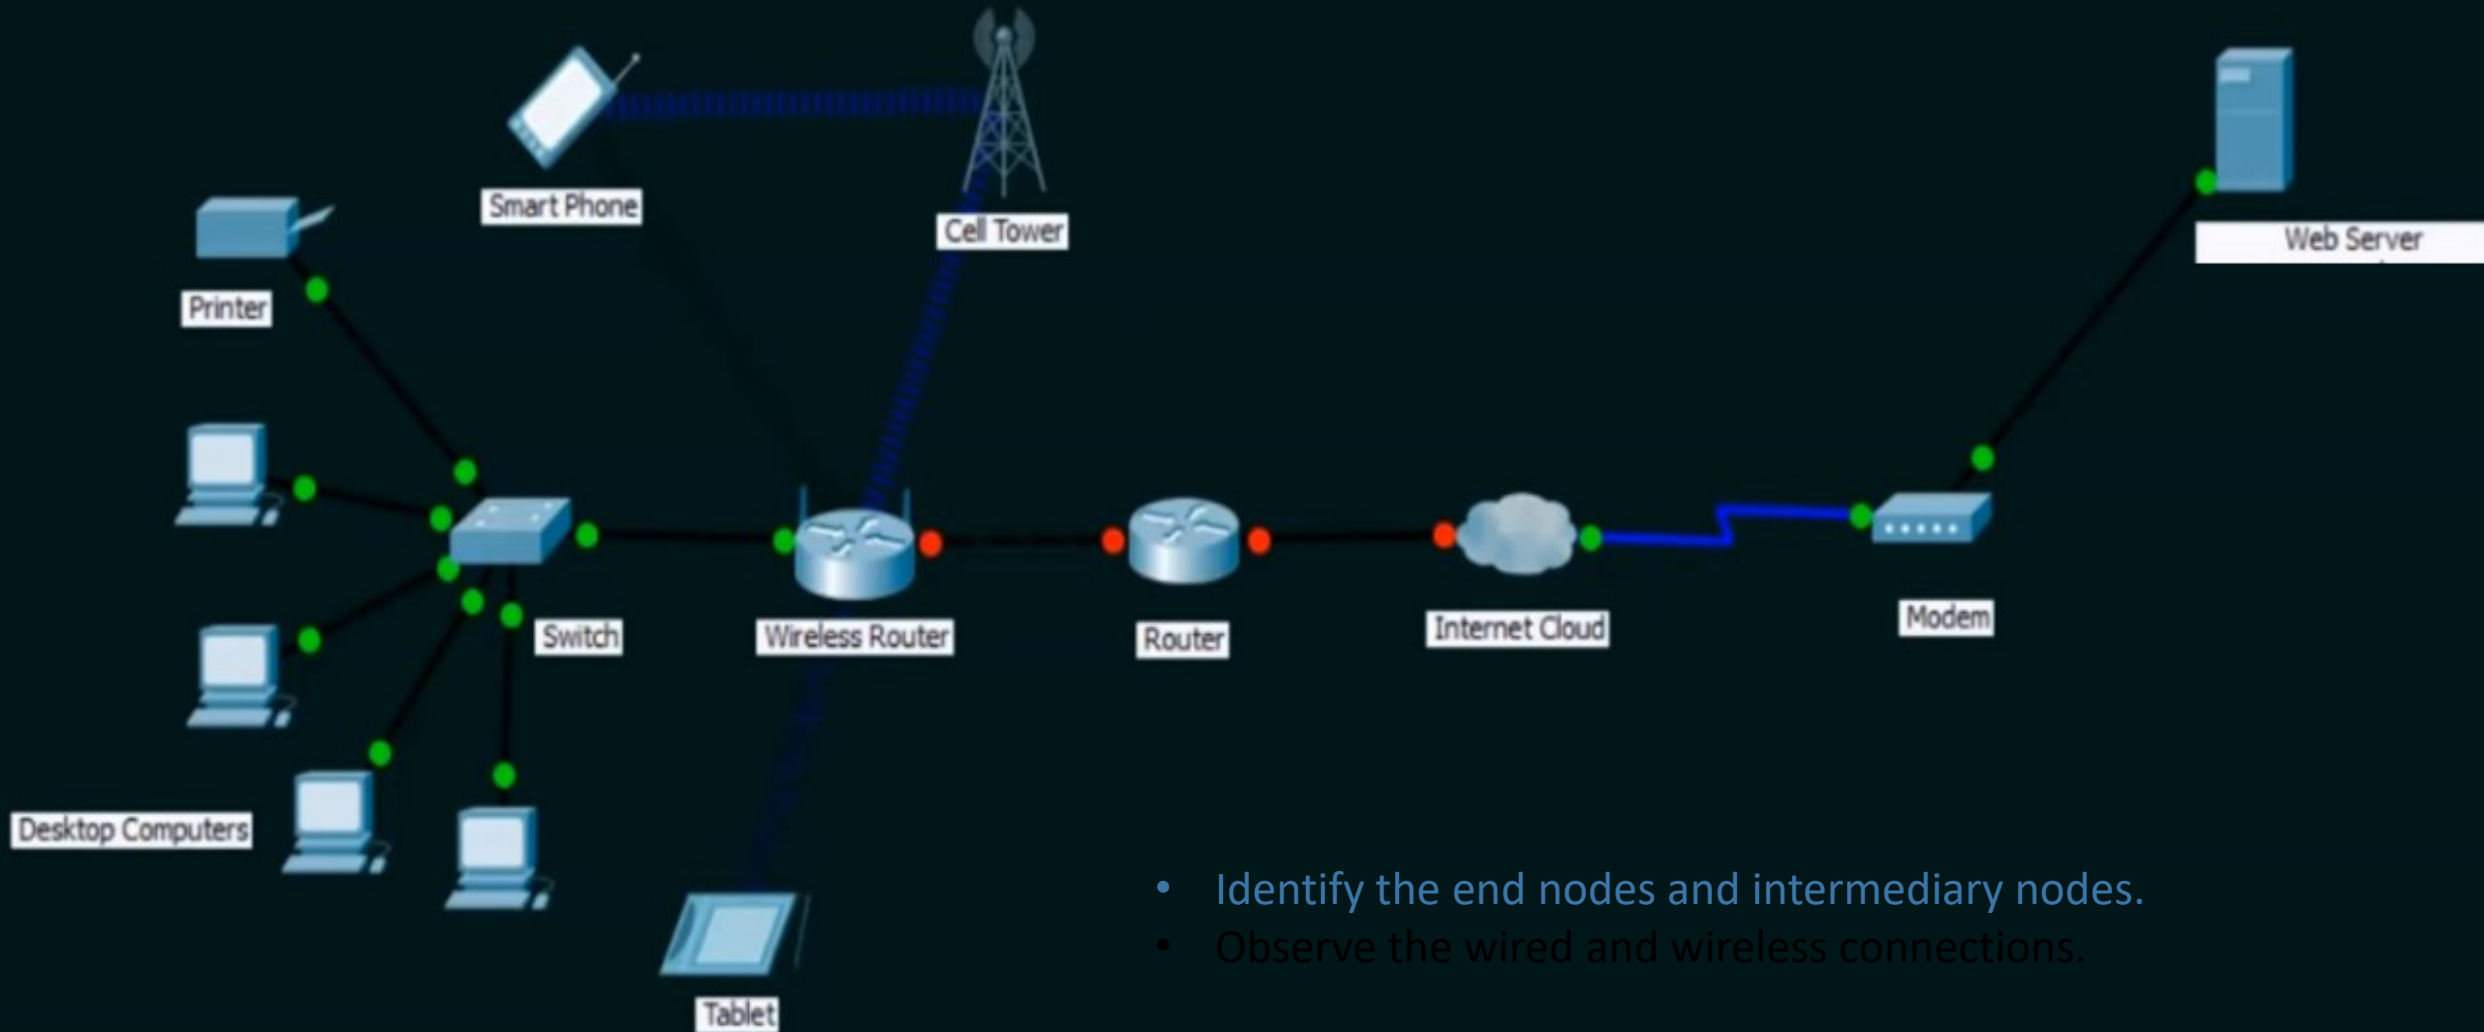 Smart Phone
Cell Tower
Web Server
Printer
Switch
Wireless Router
Router
Internet Cloud
Modem
Desktop Computers
• Identify the end nodes and intermediary nodes.
• Observe the wired and wireless connections.
Tablet